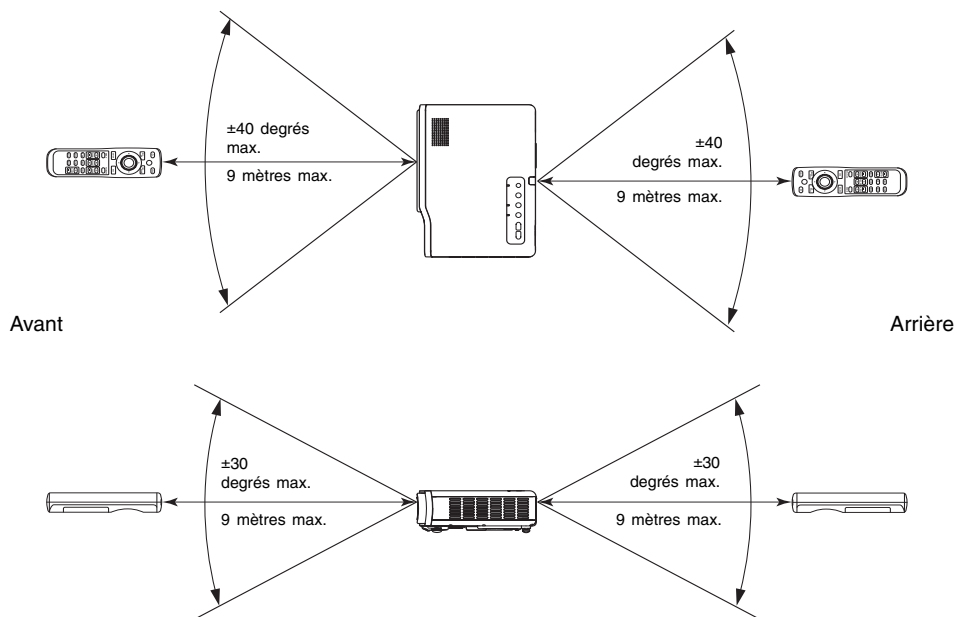 ±40 degrés
max.
9 mètres max.
±40
degrés max.
9 mètres max.
Avant
Arrière
±30
degrés max.
9 mètres max.
±30
degrés max.
9 mètres max.